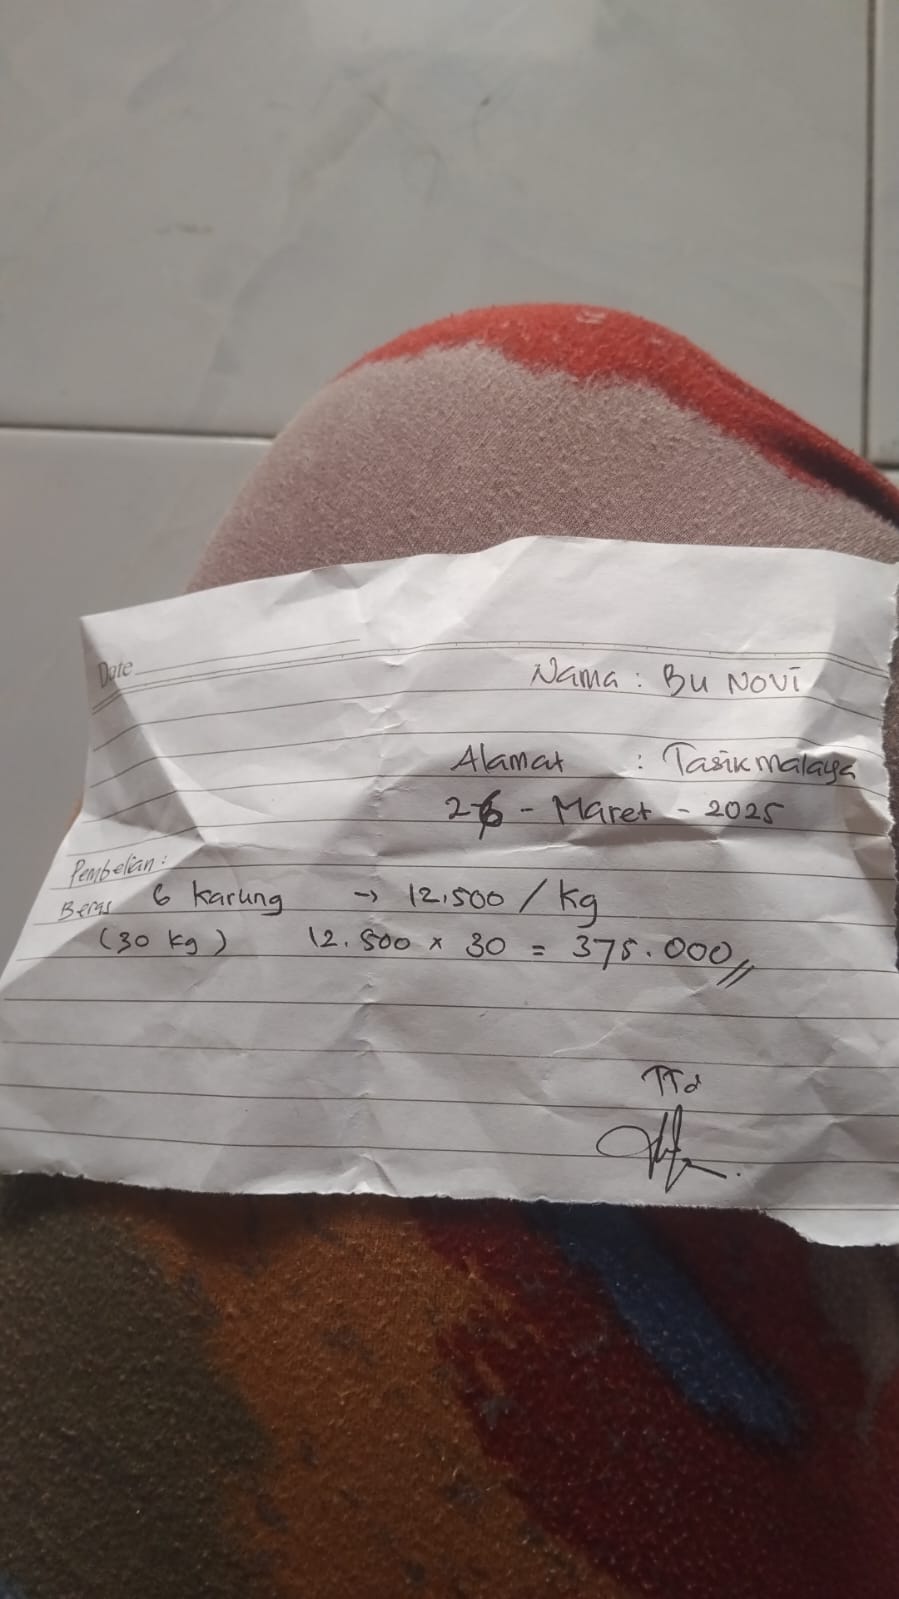 Date
Nama : BU NOVI
Alamat : Tasikmalaya
26 - Maret - 2025
Pembelian :
Beras 6 Karung → 12.500 / kg
(30 kg) 12.500 x 30 = 375.000,//
TTd